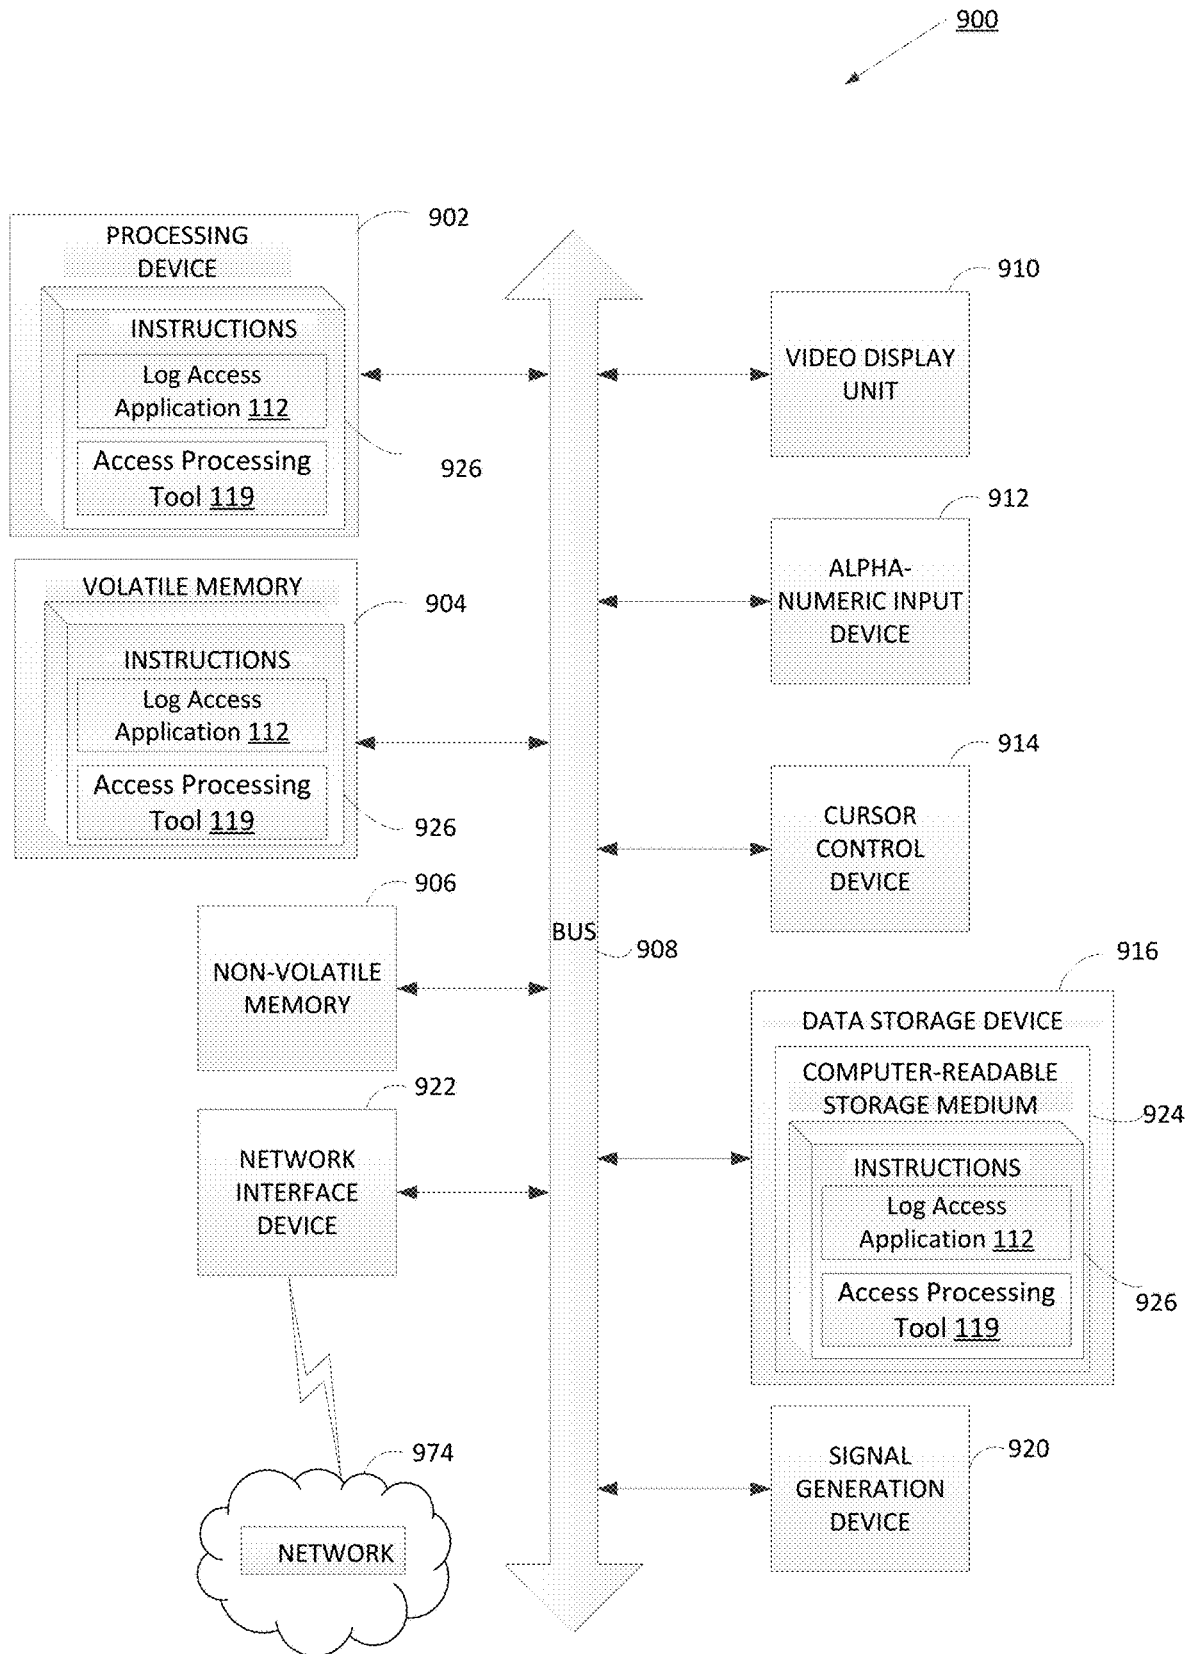 900
902
PROCESSING
DEVICE
INSTRUCTIONS
Log Access
Application 112
Access Processing
Tool 119
926
VOLATILE MEMORY
904
INSTRUCTIONS
Log Access
Application 112
Access Processing
Tool 119
926
906
NON-VOLATILE
MEMORY
922
NETWORK
INTERFACE
DEVICE
974
NETWORK
BUS
908
910
VIDEO DISPLAY
UNIT
912
ALPHA-
NUMERIC INPUT
DEVICE
914
CURSOR
CONTROL
DEVICE
916
DATA STORAGE DEVICE
COMPUTER-READABLE
STORAGE MEDIUM
924
INSTRUCTIONS
Log Access
Application 112
Access Processing
Tool 119
926
SIGNAL
GENERATION
DEVICE
920